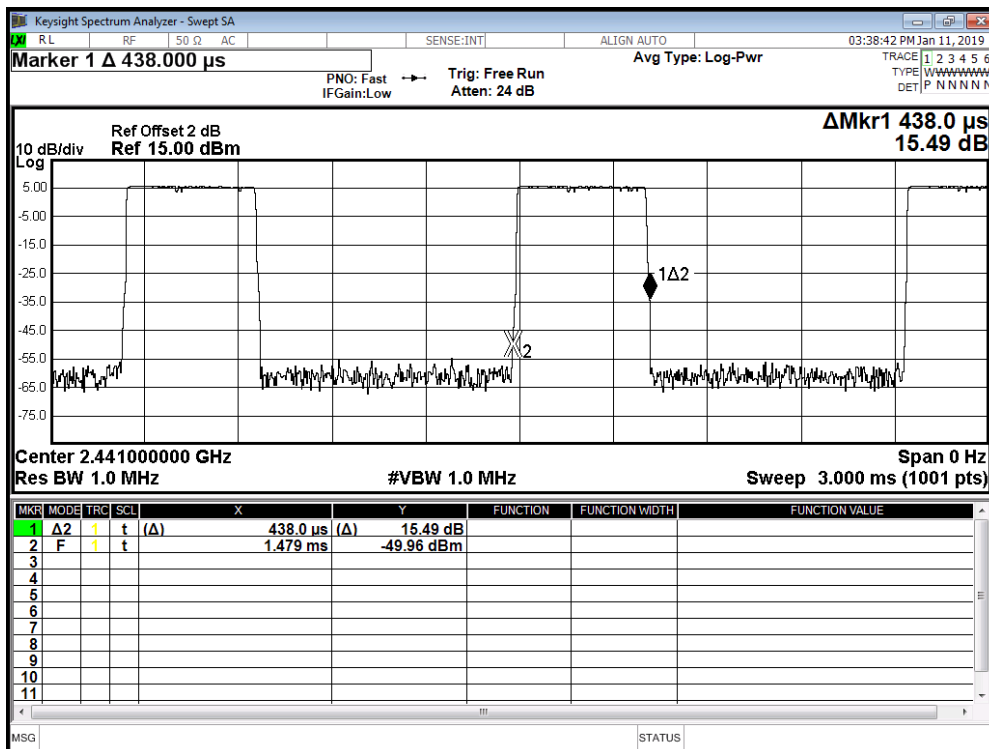 Keysight Spectrum Analyzer - Swept SA
LXI RL RF 50 Ω AC SENSE:INT ALIGN AUTO 03:38:42 PM Jan 11, 2019
Marker 1 Δ 438.000 µs
Avg Type: Log-Pwr
TRACE 1 2 3 4 5 6
TYPE WWWWWW
DET P N N N N N
PNO: Fast
IFGain:Low
Trig: Free Run
Atten: 24 dB
ΔMkr1 438.0 µs
15.49 dB
Ref Offset 2 dB
10 dB/div Ref 15.00 dBm
Log
5.00
-5.00
-15.0
-25.0
-35.0
-45.0
-55.0
-65.0
-75.0
1Δ2
2
Center 2.441000000 GHz Span 0 Hz
Res BW 1.0 MHz #VBW 1.0 MHz Sweep 3.000 ms (1001 pts)
MKR MODE TRC SCL X Y FUNCTION FUNCTION WIDTH FUNCTION VALUE
1 Δ2 1 t (Δ) 438.0 µs (Δ) 15.49 dB
2 F 1 t 1.479 ms -49.96 dBm
3
4
5
6
7
8
9
10
11
MSG STATUS